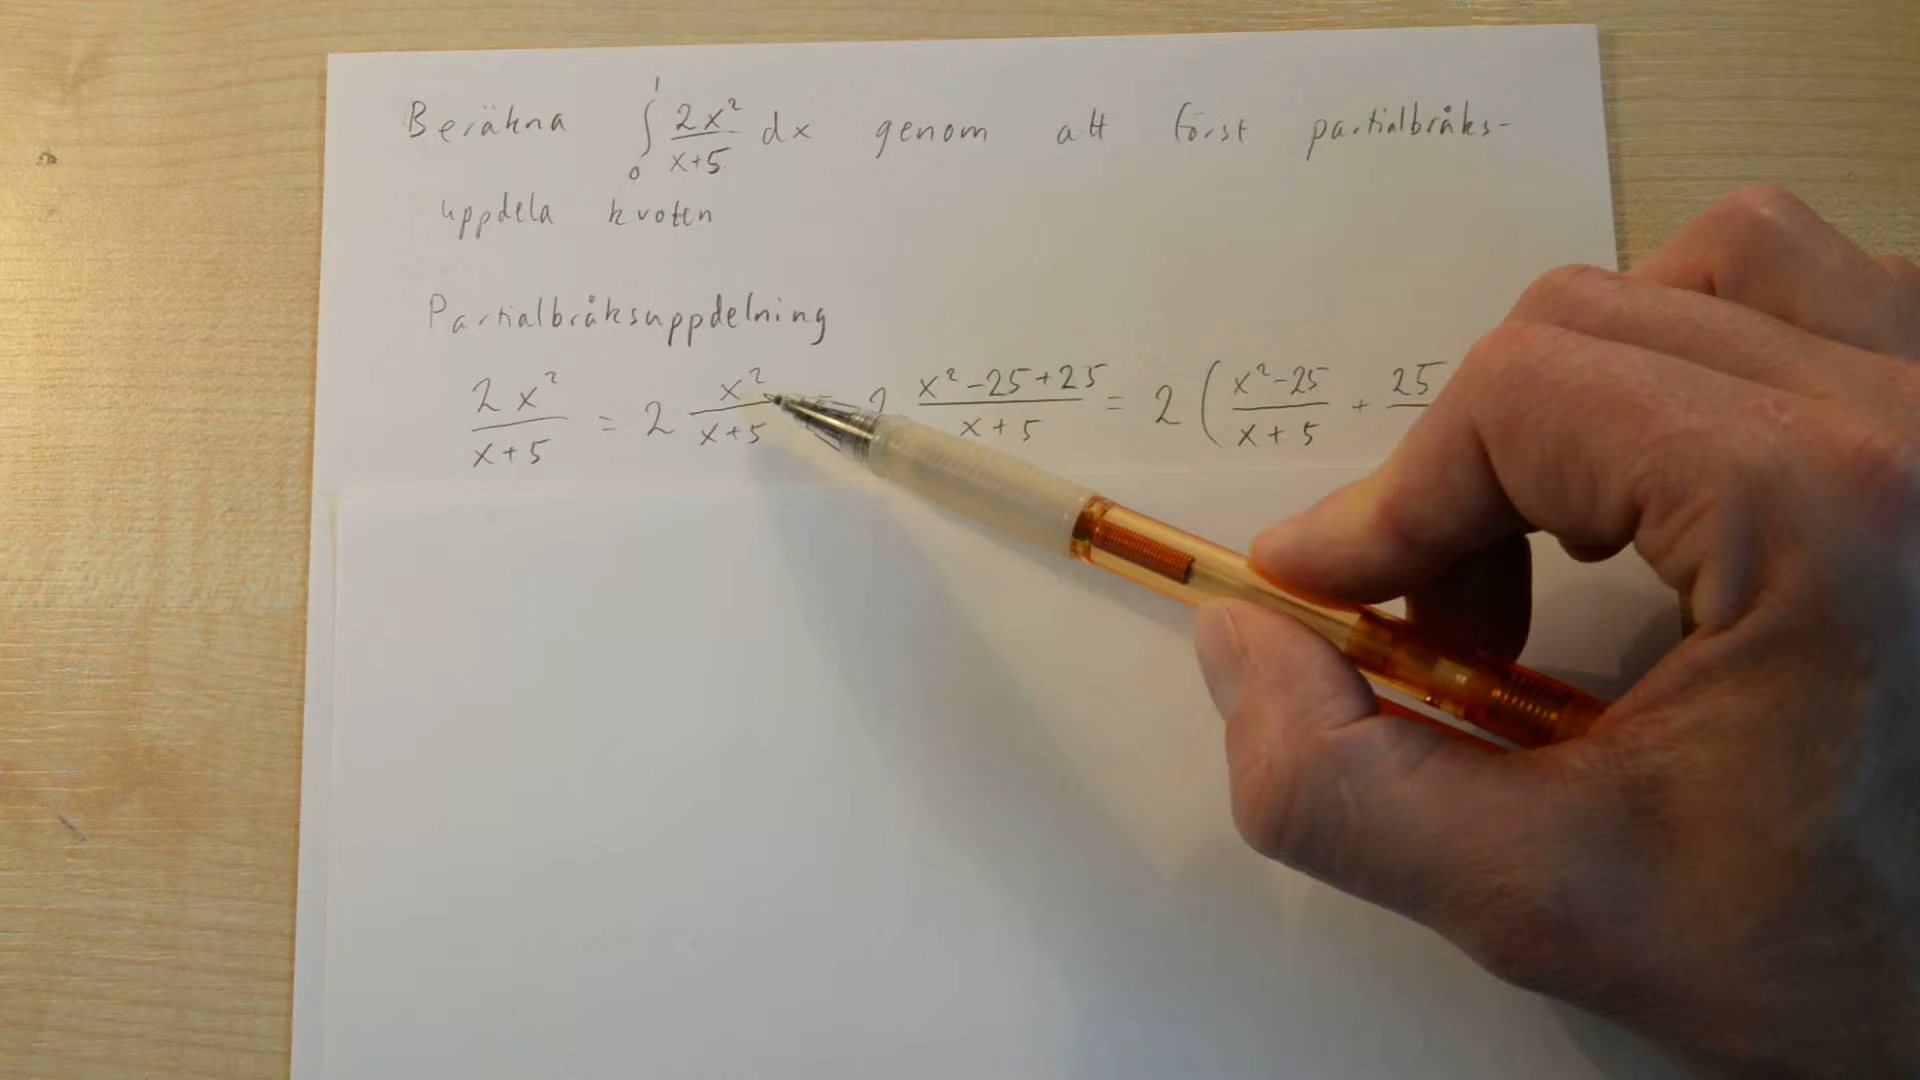 Beräkna ∫₀¹ 2x²/(x+5) dx genom att först partialbråks-
uppdela kvoten
Partialbråksuppdelning
2x²/(x+5) = 2 x²/(x+5) = 2 (x²-25+25)/(x+5) = 2 ( (x²-25)/(x+5) + 25